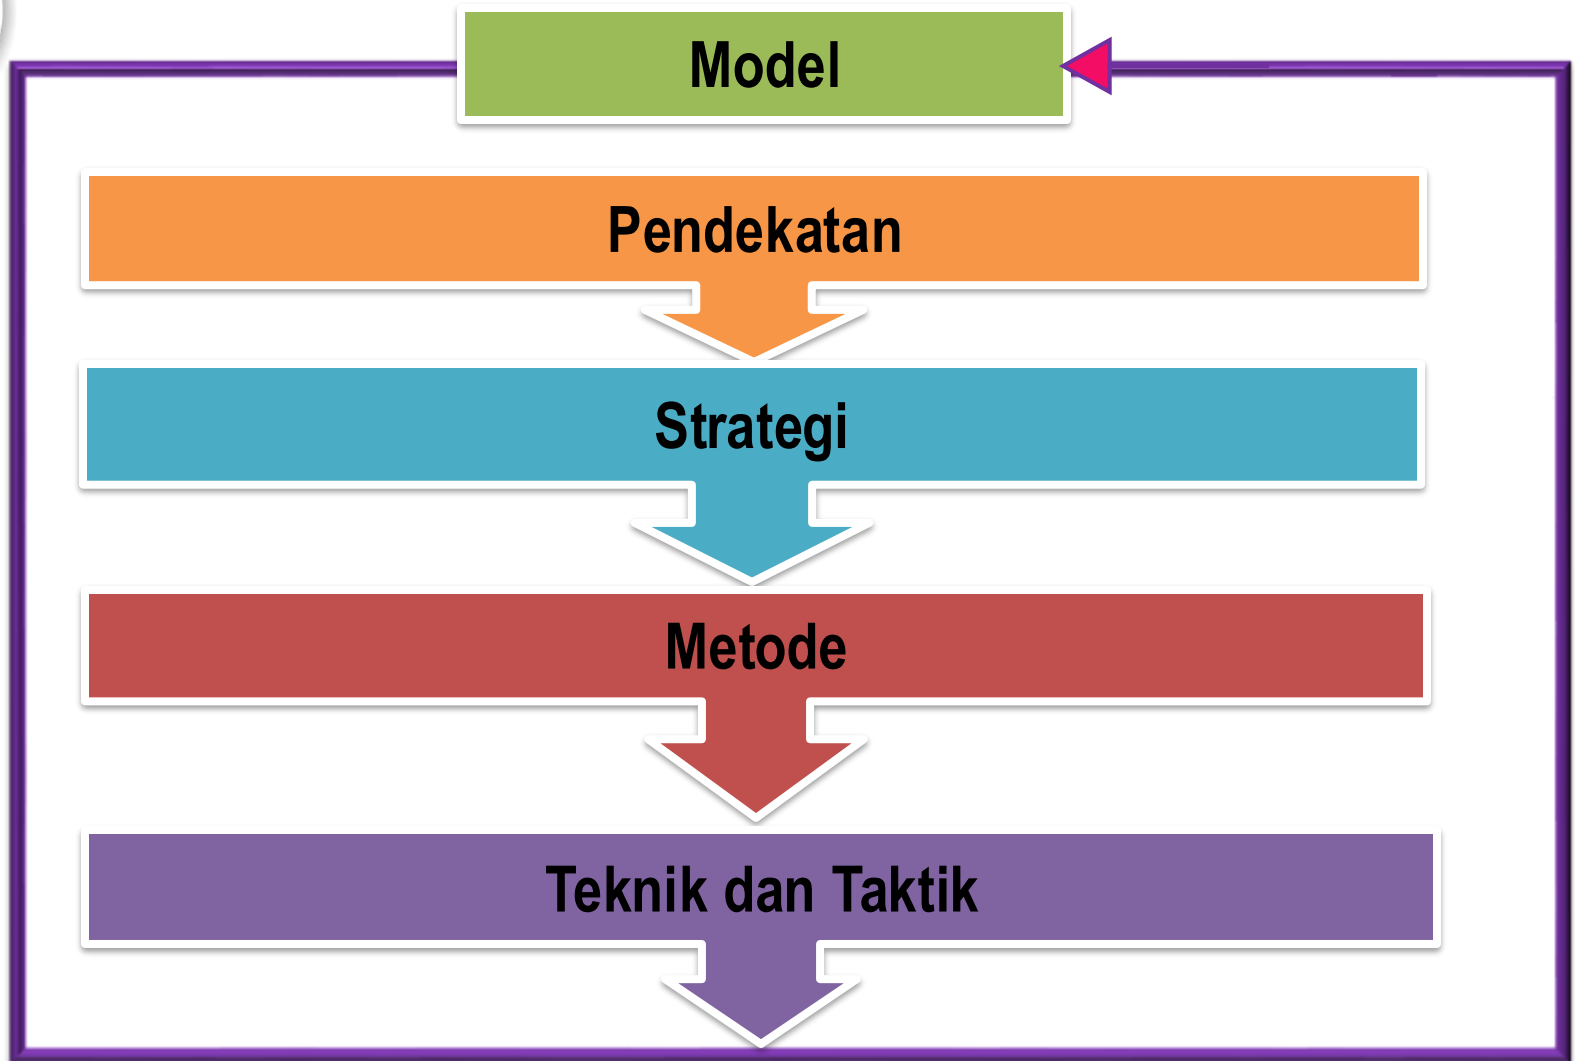 Model
Pendekatan
Strategi
Metode
Teknik dan Taktik